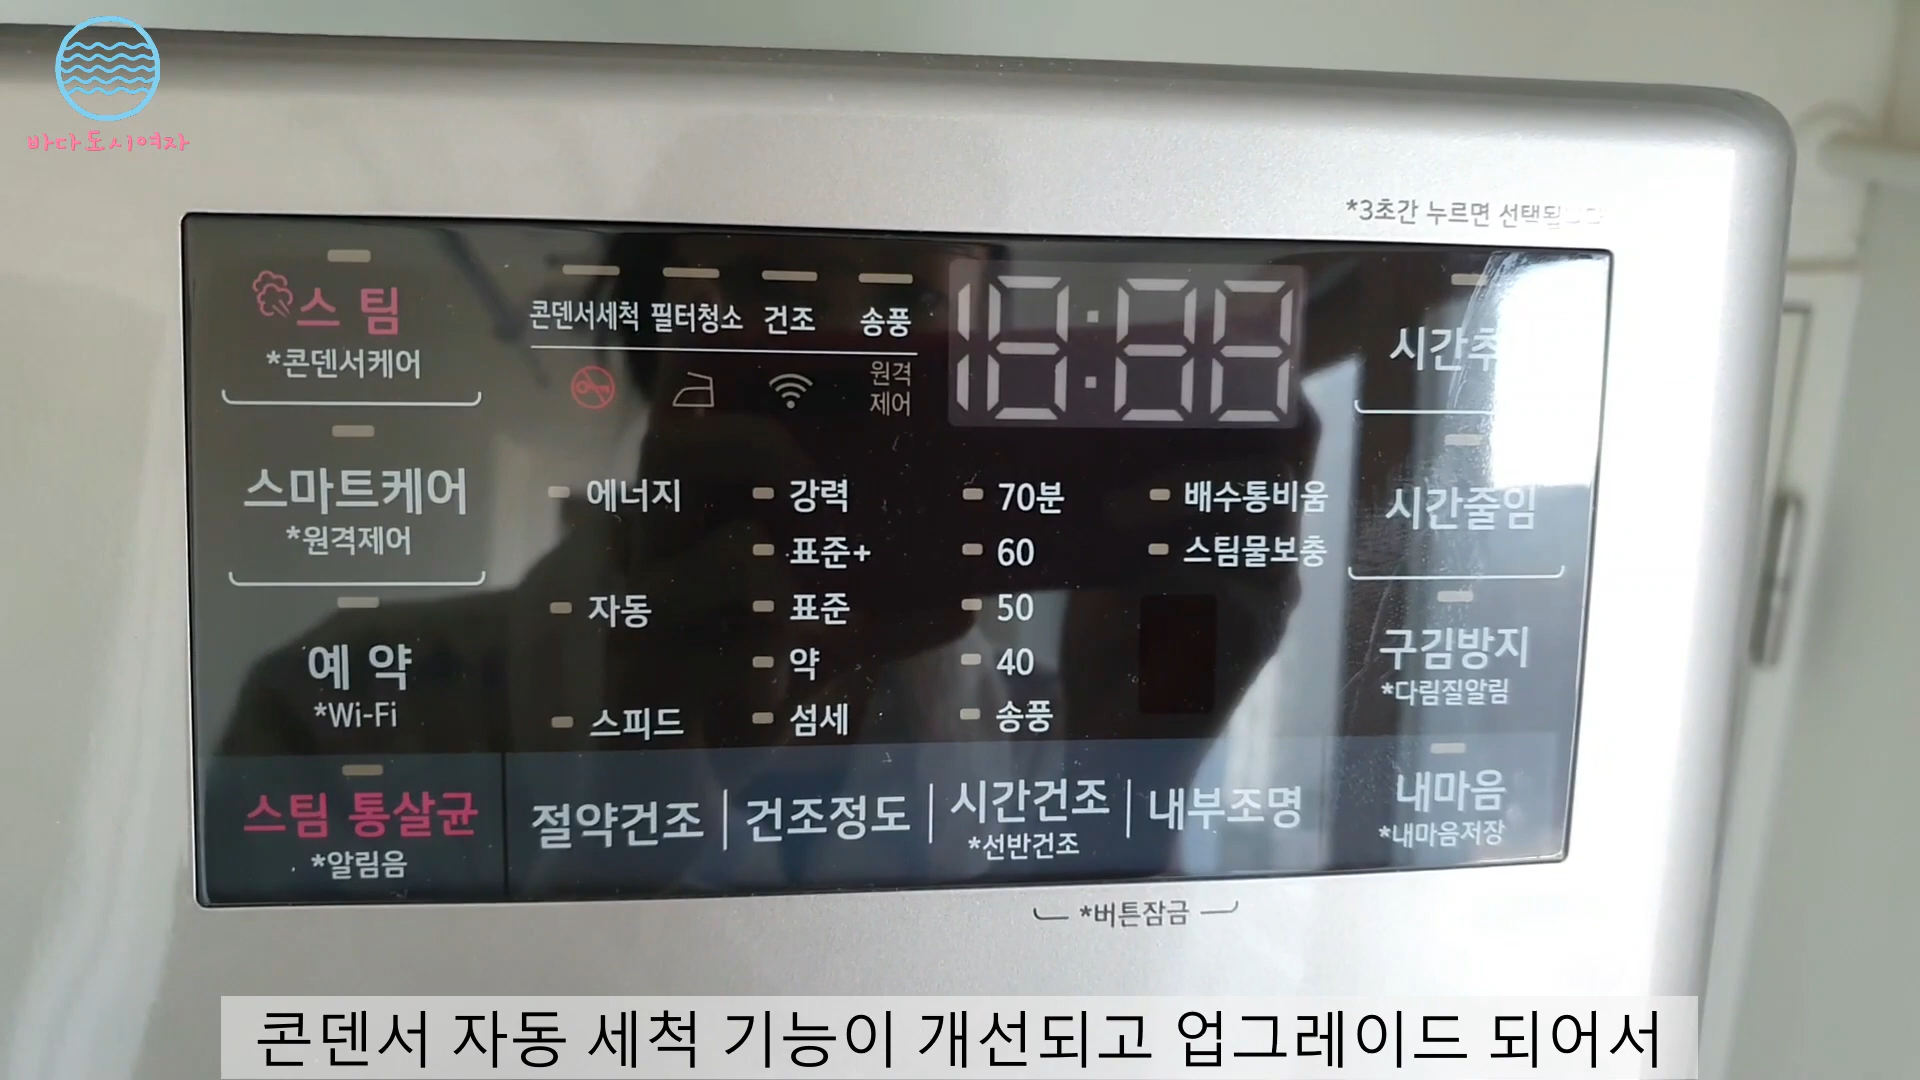 바다도시여자
*3초간 누르면
스팀
*콘덴서케어
스마트케어
*원격제어
예약
*Wi-Fi
스팀 통살균
*알림음
콘덴서세척 필터청소 건조 송풍
원격
제어
18:88
에너지
자동
스피드
절약건조
강력
표준+
표준
약
섬세
건조정도
70분
60
50
40
송풍
시간건조
*선반건조
배수통비움
스팀물보충
내부조명
시간줄임
구김방지
*다림질알림
내마음
*내마음저장
*버튼잠금
콘덴서 자동 세척 기능이 개선되고 업그레이드 되어서